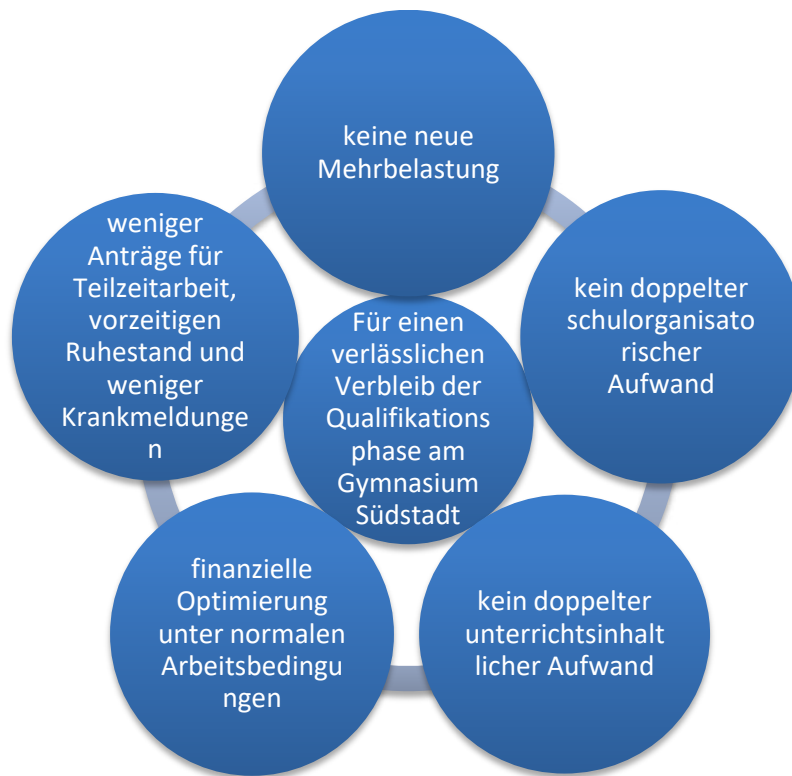 keine neue
Mehrbelastung
kein doppelter
schulorganisato
rischer
Aufwand
kein doppelter
unterrichtsinhalt
licher Aufwand
finanzielle
Optimierung
unter normalen
Arbeitsbedingu
ngen
weniger
Anträge für
Teilzeitarbeit,
vorzeitigen
Ruhestand und
weniger
Krankmeldunge
n
Für einen
verlässlichen
Verbleib der
Qualifikations
phase am
Gymnasium
Südstadt